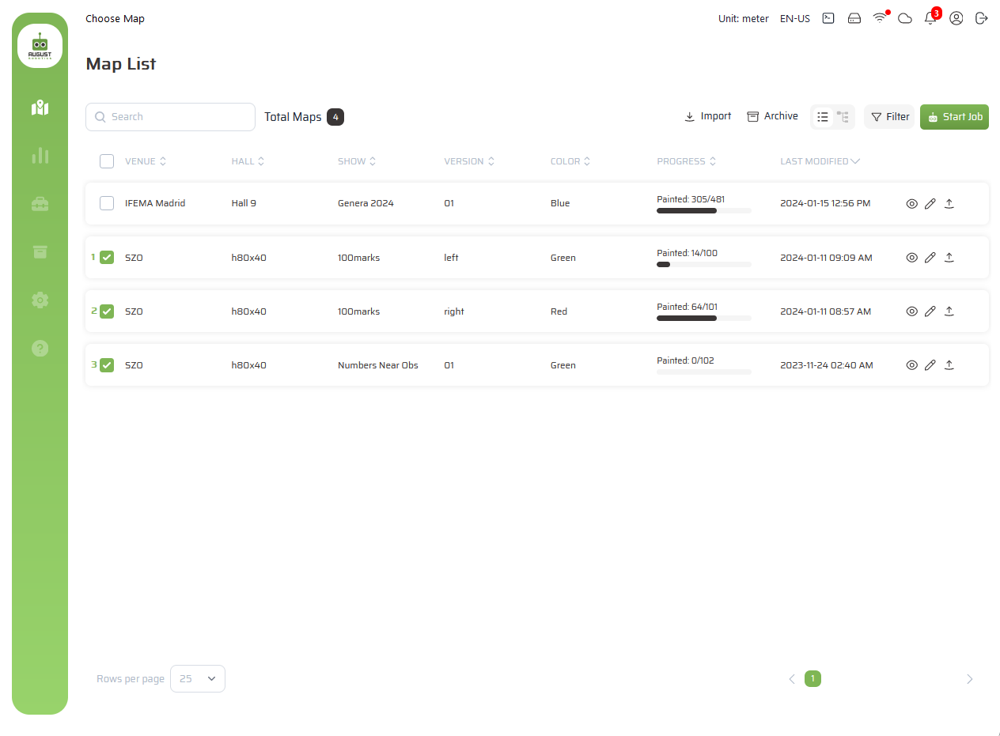 Choose Map Unit: meter EN-US 3
AUGUST
ROBOTICS
Map List
Search Total Maps 4 Import Archive Filter Start Job
VENUE HALL SHOW VERSION COLOR PROGRESS LAST MODIFIED
IFEMA Madrid Hall 9 Genera 2024 01 Blue Painted: 305/481 2024-01-15 12:56 PM
1 SZO h80x40 100marks left Green Painted: 14/100 2024-01-11 09:09 AM
2 SZO h80x40 100marks right Red Painted: 64/101 2024-01-11 08:57 AM
3 SZO h80x40 Numbers Near Obs 01 Green Painted: 0/102 2023-11-24 02:40 AM
Rows per page 25 1